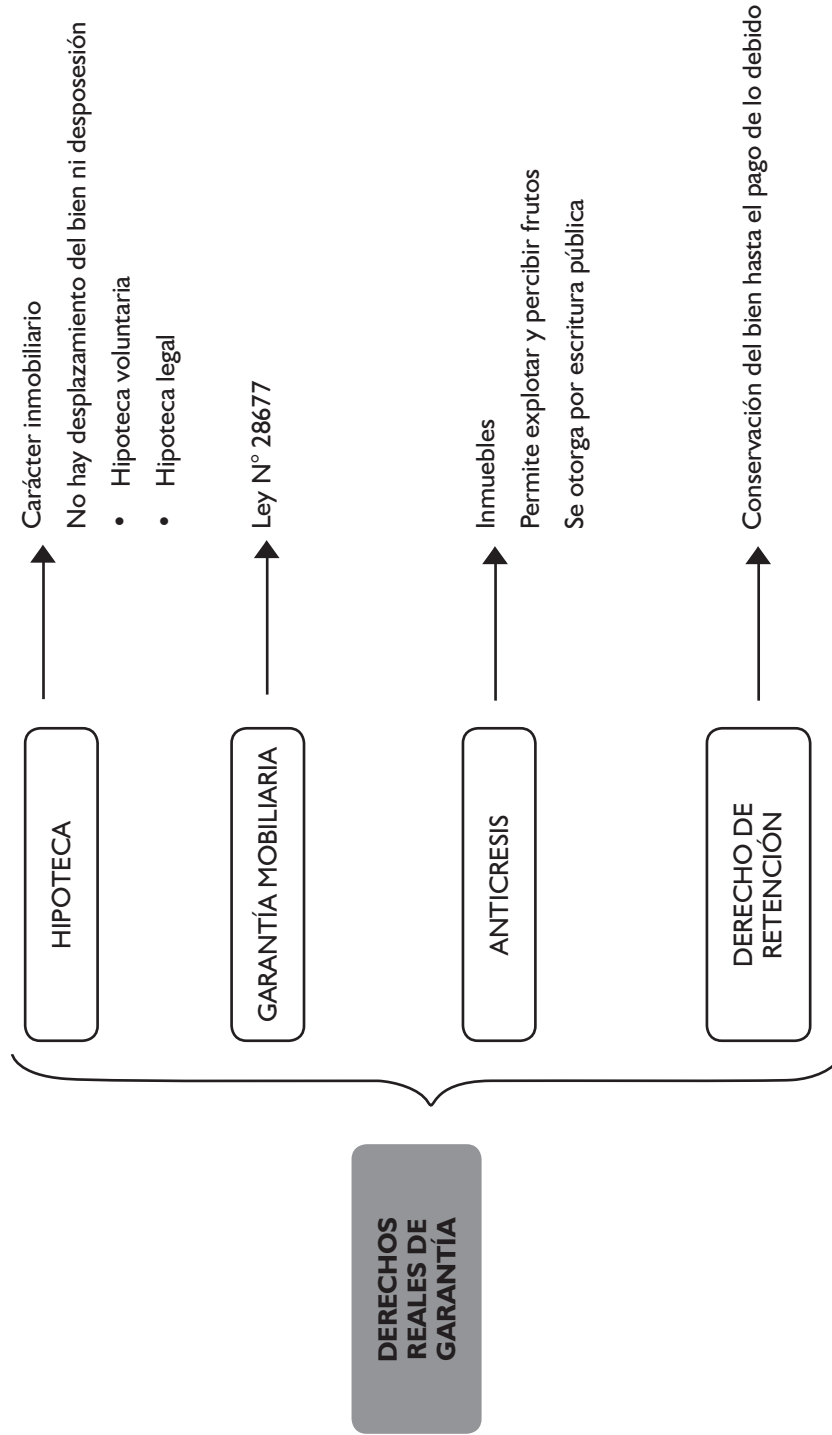 DERECHOS
REALES DE
GARANTÍA
HIPOTECA
Carácter inmobiliario
No hay desplazamiento del bien ni desposesión
• Hipoteca voluntaria
• Hipoteca legal
GARANTÍA MOBILIARIA
Ley N° 28677
ANTICRESIS
Inmuebles
Permite explotar y percibir frutos
Se otorga por escritura pública
DERECHO DE
RETENCIÓN
Conservación del bien hasta el pago de lo debido